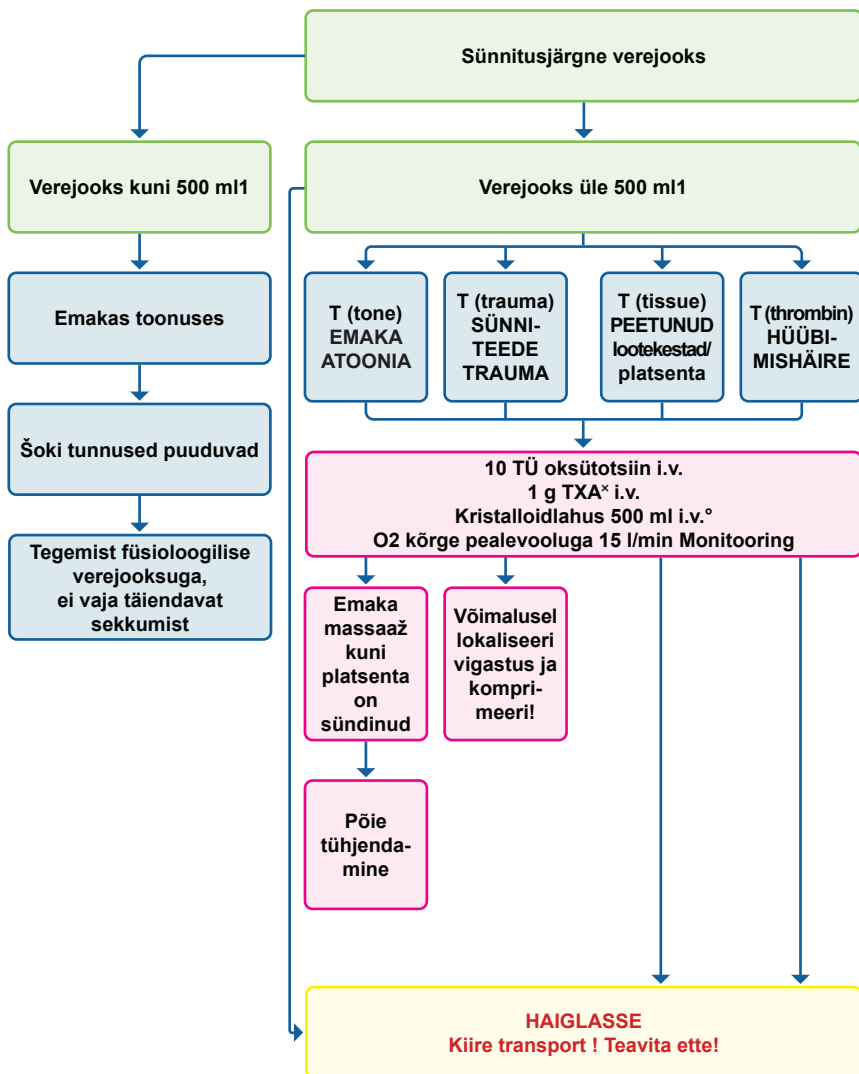 Sünnitusjärgne verejooks
Verejooks kuni 500 ml1
Verejooks üle 500 ml1
Emakas toonuses
T (tone)
EMAKA
ATOONIA
T (trauma)
SÜNNI-
TEEDE
TRAUMA
T (tissue)
PEETUNUD
lootekestad/
platsenta
T (thrombin)
HÜÜBI-
MISHÄIRE
Šoki tunnused puuduvad
Tegemist füsioloogilise
verejooksuga,
ei vaja täiendavat
sekkumist
10 TÜ oksütotsiin i.v.
1 g TXAˣ i.v.
Kristalloidlahus 500 ml i.v.°
O2 kõrge pealevooluga 15 l/min Monitooring
Emaka
massaaž
kuni
platsenta
on
sündinud
Võimalusel
lokaliseeri
vigastus ja
kompri-
meeri!
Põie
tühjenda-
mine
HAIGLASSE
Kiire transport ! Teavita ette!